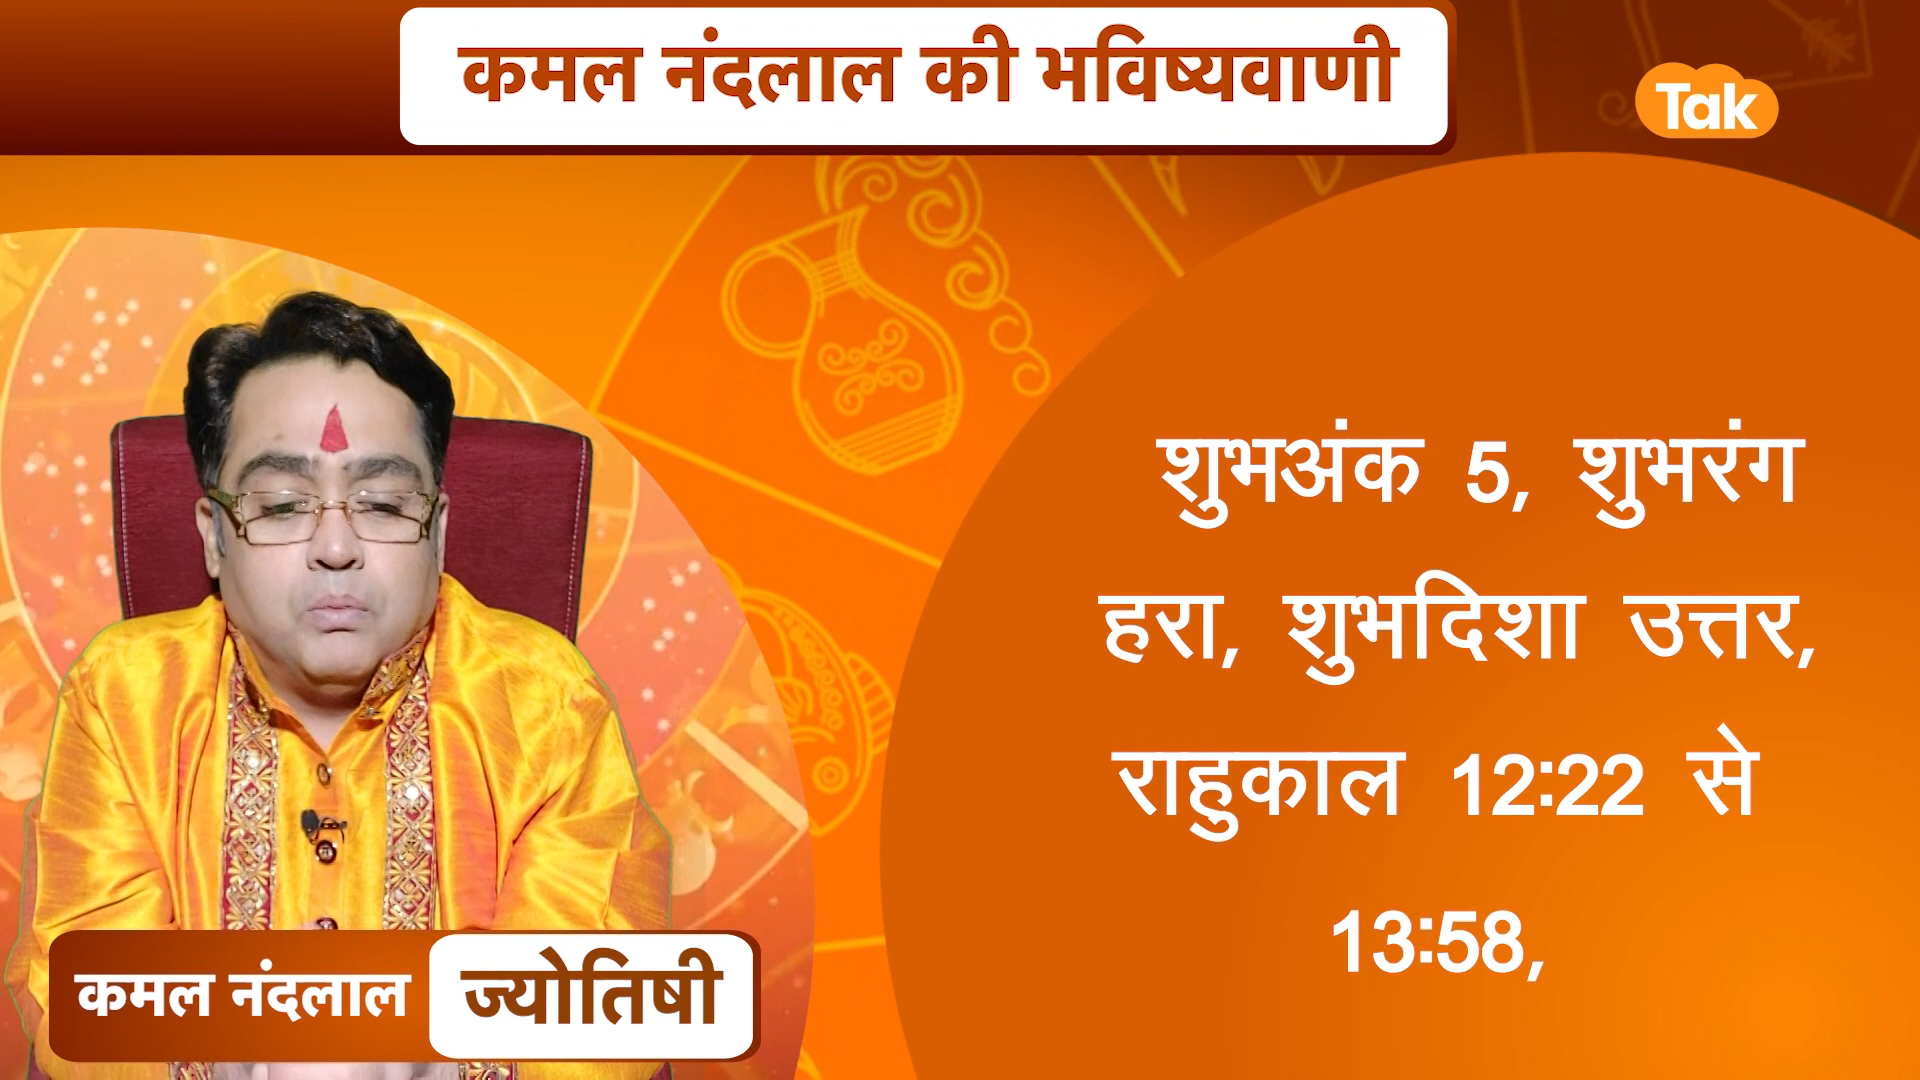 कमल नंदलाल की भविष्यवाणी
Tak
शुभअंक 5, शुभरंग
हरा, शुभदिशा उत्तर,
राहुकाल 12:22 से
13:58,
कमल नंदलाल
ज्योतिषी